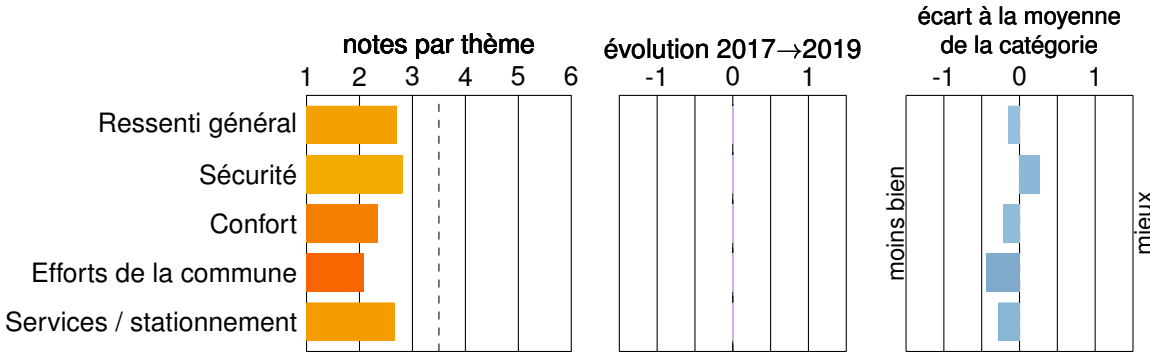 écart à la moyenne
notes par thème évolution 2017→2019 de la catégorie
1 2 3 4 5 6 -1 0 1 -1 0 1
Ressenti général
Sécurité
Confort
Efforts de la commune
Services / stationnement
moins bien
mieux